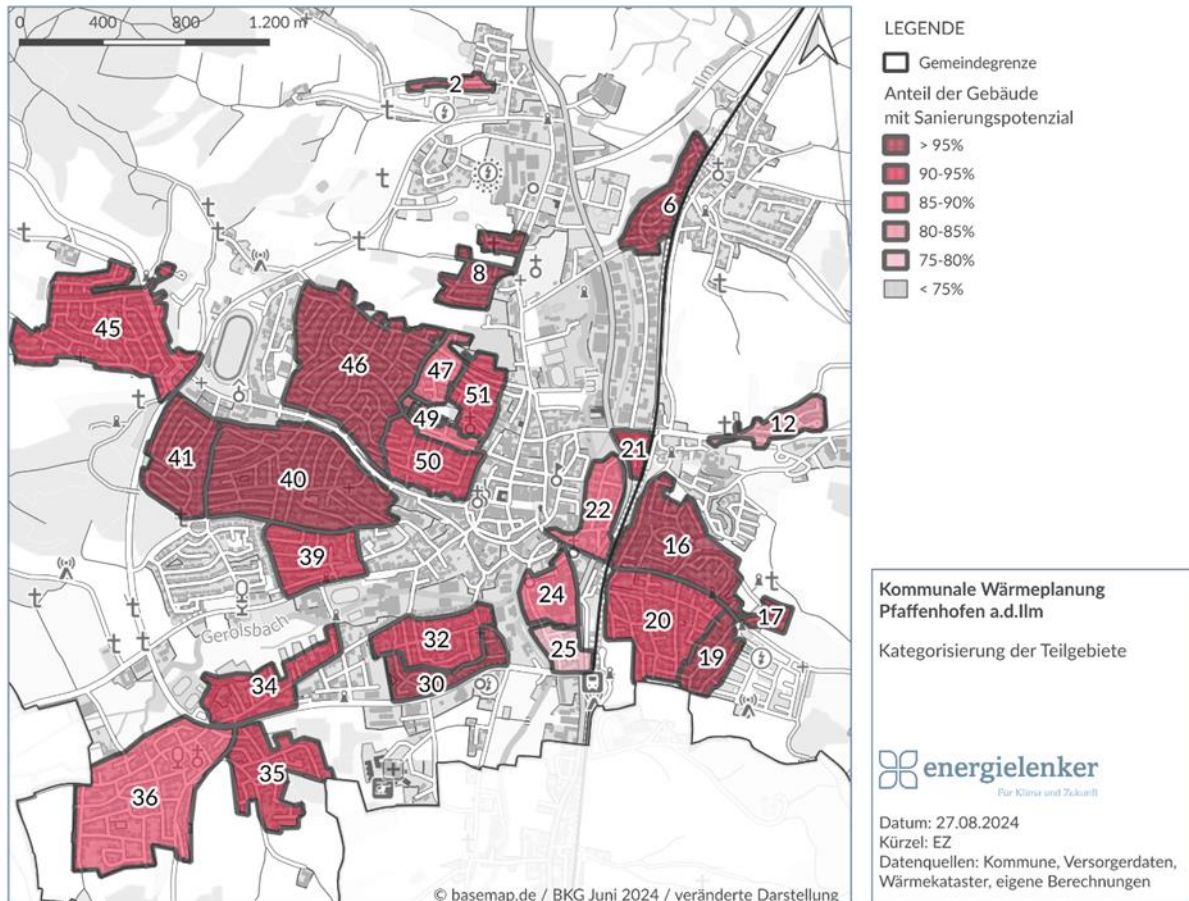 0 400 800 1.200 m
2
6
8
45
46
47
51
49
50
12
21
41
40
22
16
39
24
20
17
32
25
19
30
Gerolsbach
34
35
36
Ilm
Ilm
© basemap.de / BKG Juni 2024 / veränderte Darstellung
LEGENDE
Gemeindegrenze
Anteil der Gebäude
mit Sanierungspotenzial
> 95%
90-95%
85-90%
80-85%
75-80%
< 75%
Kommunale Wärmeplanung
Pfaffenhofen a.d.Ilm
Kategorisierung der Teilgebiete
energielenker
Für Klima und Zukunft
Datum: 27.08.2024
Kürzel: EZ
Datenquellen: Kommune, Versorgerdaten,
Wärmekataster, eigene Berechnungen